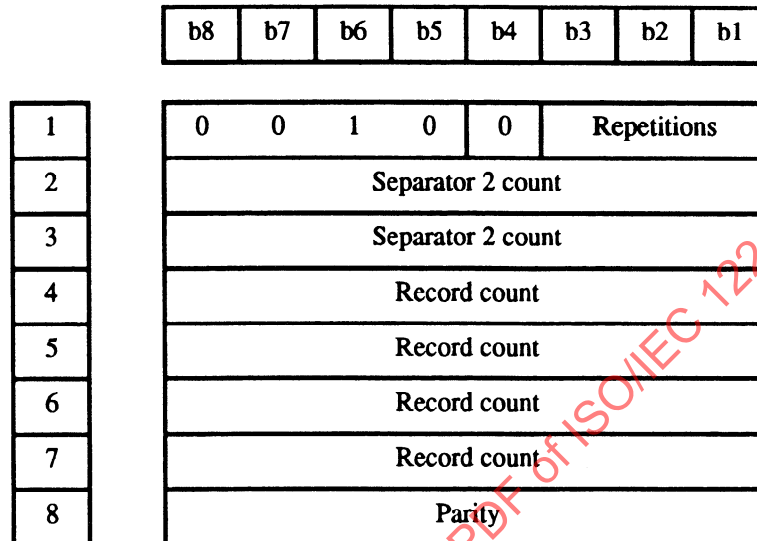 b8 b7 b6 b5 b4 b3 b2 b1
1 0 0 1 0 0 Repetitions
2 Separator 2 count
3 Separator 2 count
4 Record count
5 Record count
6 Record count
7 Record count
8 Parity
PDF of ISO/IEC 122